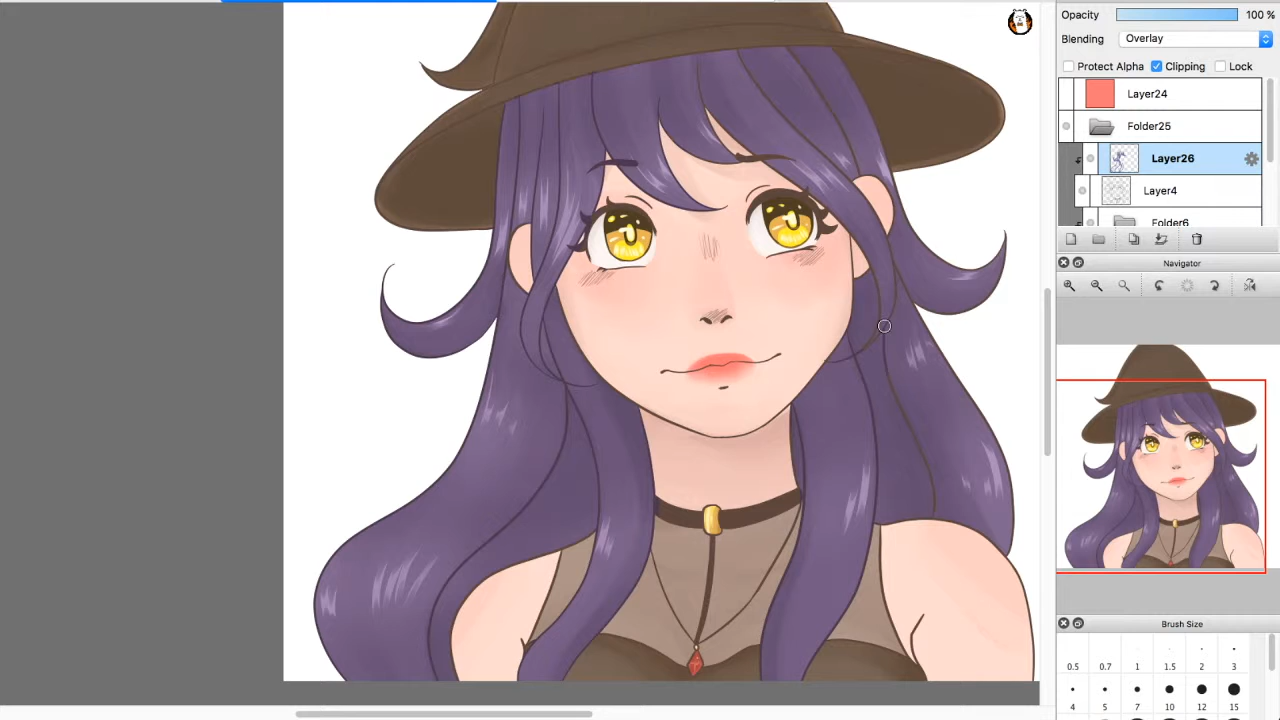 Opacity 100 %
Blending Overlay
Protect Alpha Clipping Lock
Layer24
Folder25
Layer26
Layer4
Folder6
Navigator
Brush Size
0.5 0.7 1 1.5 2 3
4 5 7 10 12 15